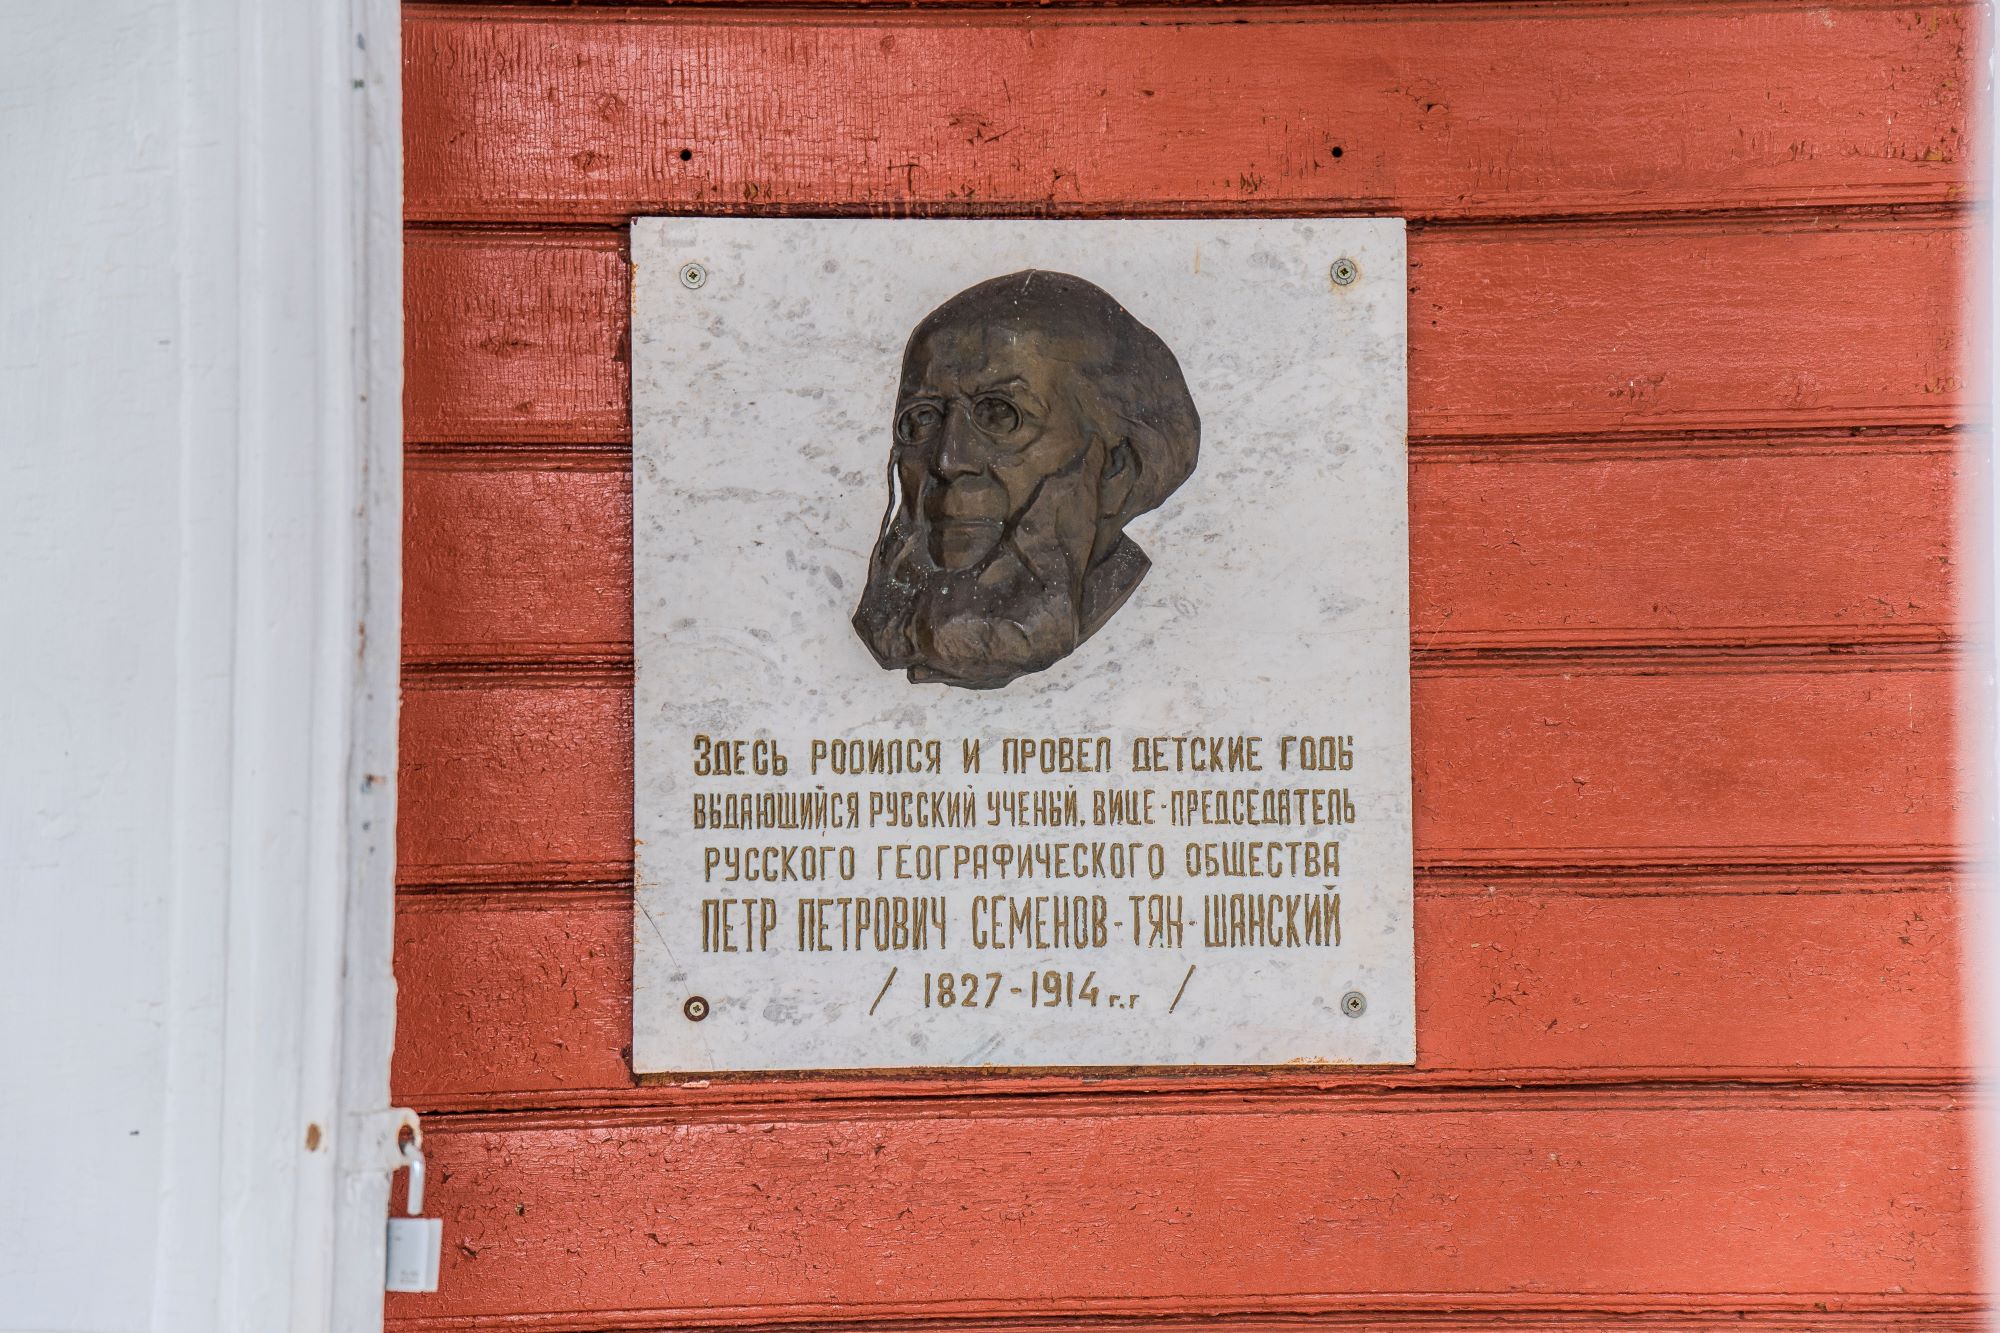 ЗДЕСЬ РОДИЛСЯ И ПРОВЕЛ ДЕТСКИЕ ГОДЫ
ВЫДАЮЩИЙСЯ РУССКИЙ УЧЕНЫЙ, ВИЦЕ-ПРЕДСЕДАТЕЛЬ
РУССКОГО ГЕОГРАФИЧЕСКОГО ОБЩЕСТВА
ПЕТР ПЕТРОВИЧ СЕМЕНОВ-ТЯН-ШАНСКИЙ
/ 1827-1914 г.г /